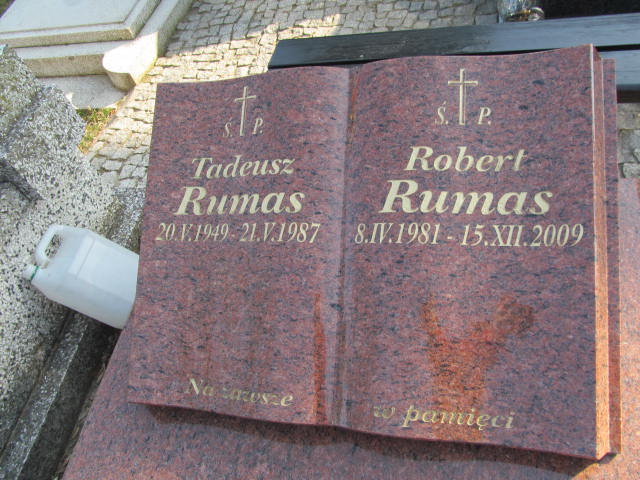 Ś. P.
Tadeusz
Rumas
20.V.1949 - 21.V.1987
Na zawsze
Ś. P.
Robert
Rumas
8.IV.1981 - 15.XII.2009
w pamięci